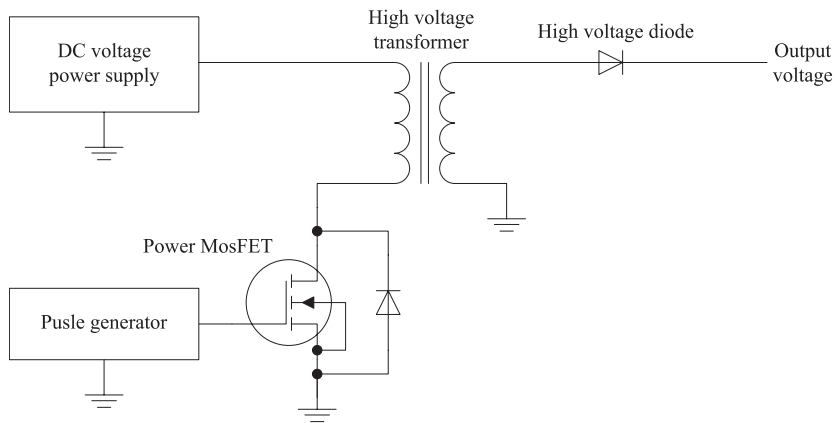 DC voltage
power supply
High voltage
transformer
High voltage diode
Output
voltage
Power MosFET
Pusle generator